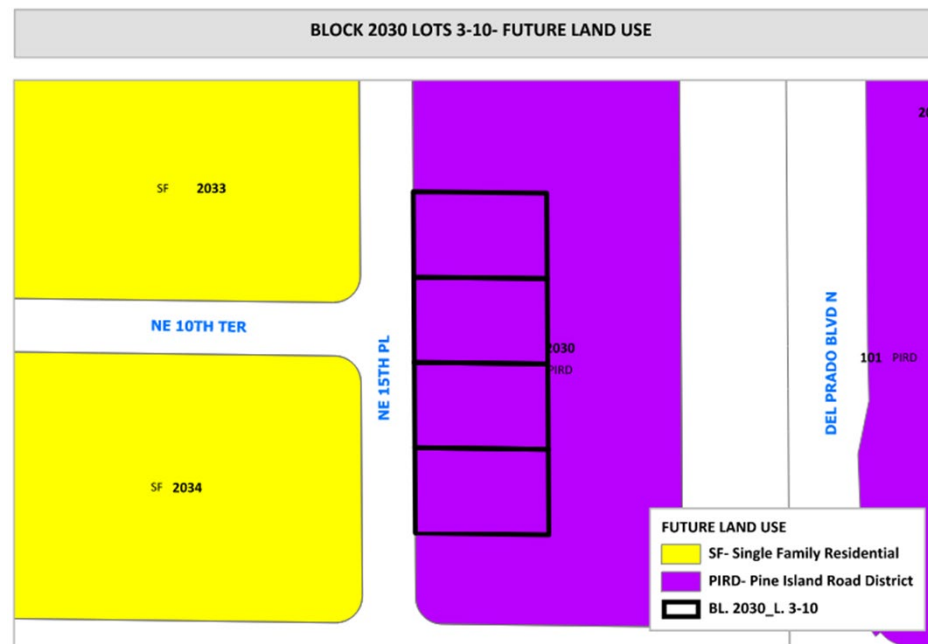 BLOCK 2030 LOTS 3-10- FUTURE LAND USE
SF 2033
NE 10TH TER
NE 15TH PL
2030
PIRD
DEL PRADO BLVD N
101 PIRD
SF 2034
FUTURE LAND USE
SF- Single Family Residential
PIRD- Pine Island Road District
BL. 2030_L. 3-10